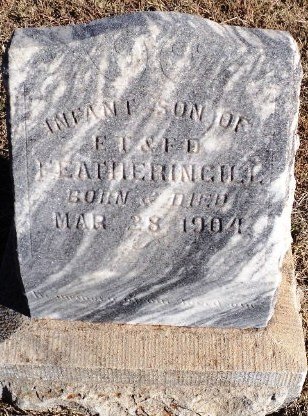 INFANT SON OF
F T & F D
FEATHERINGILL
BORN & DIED
MAR 28 1904